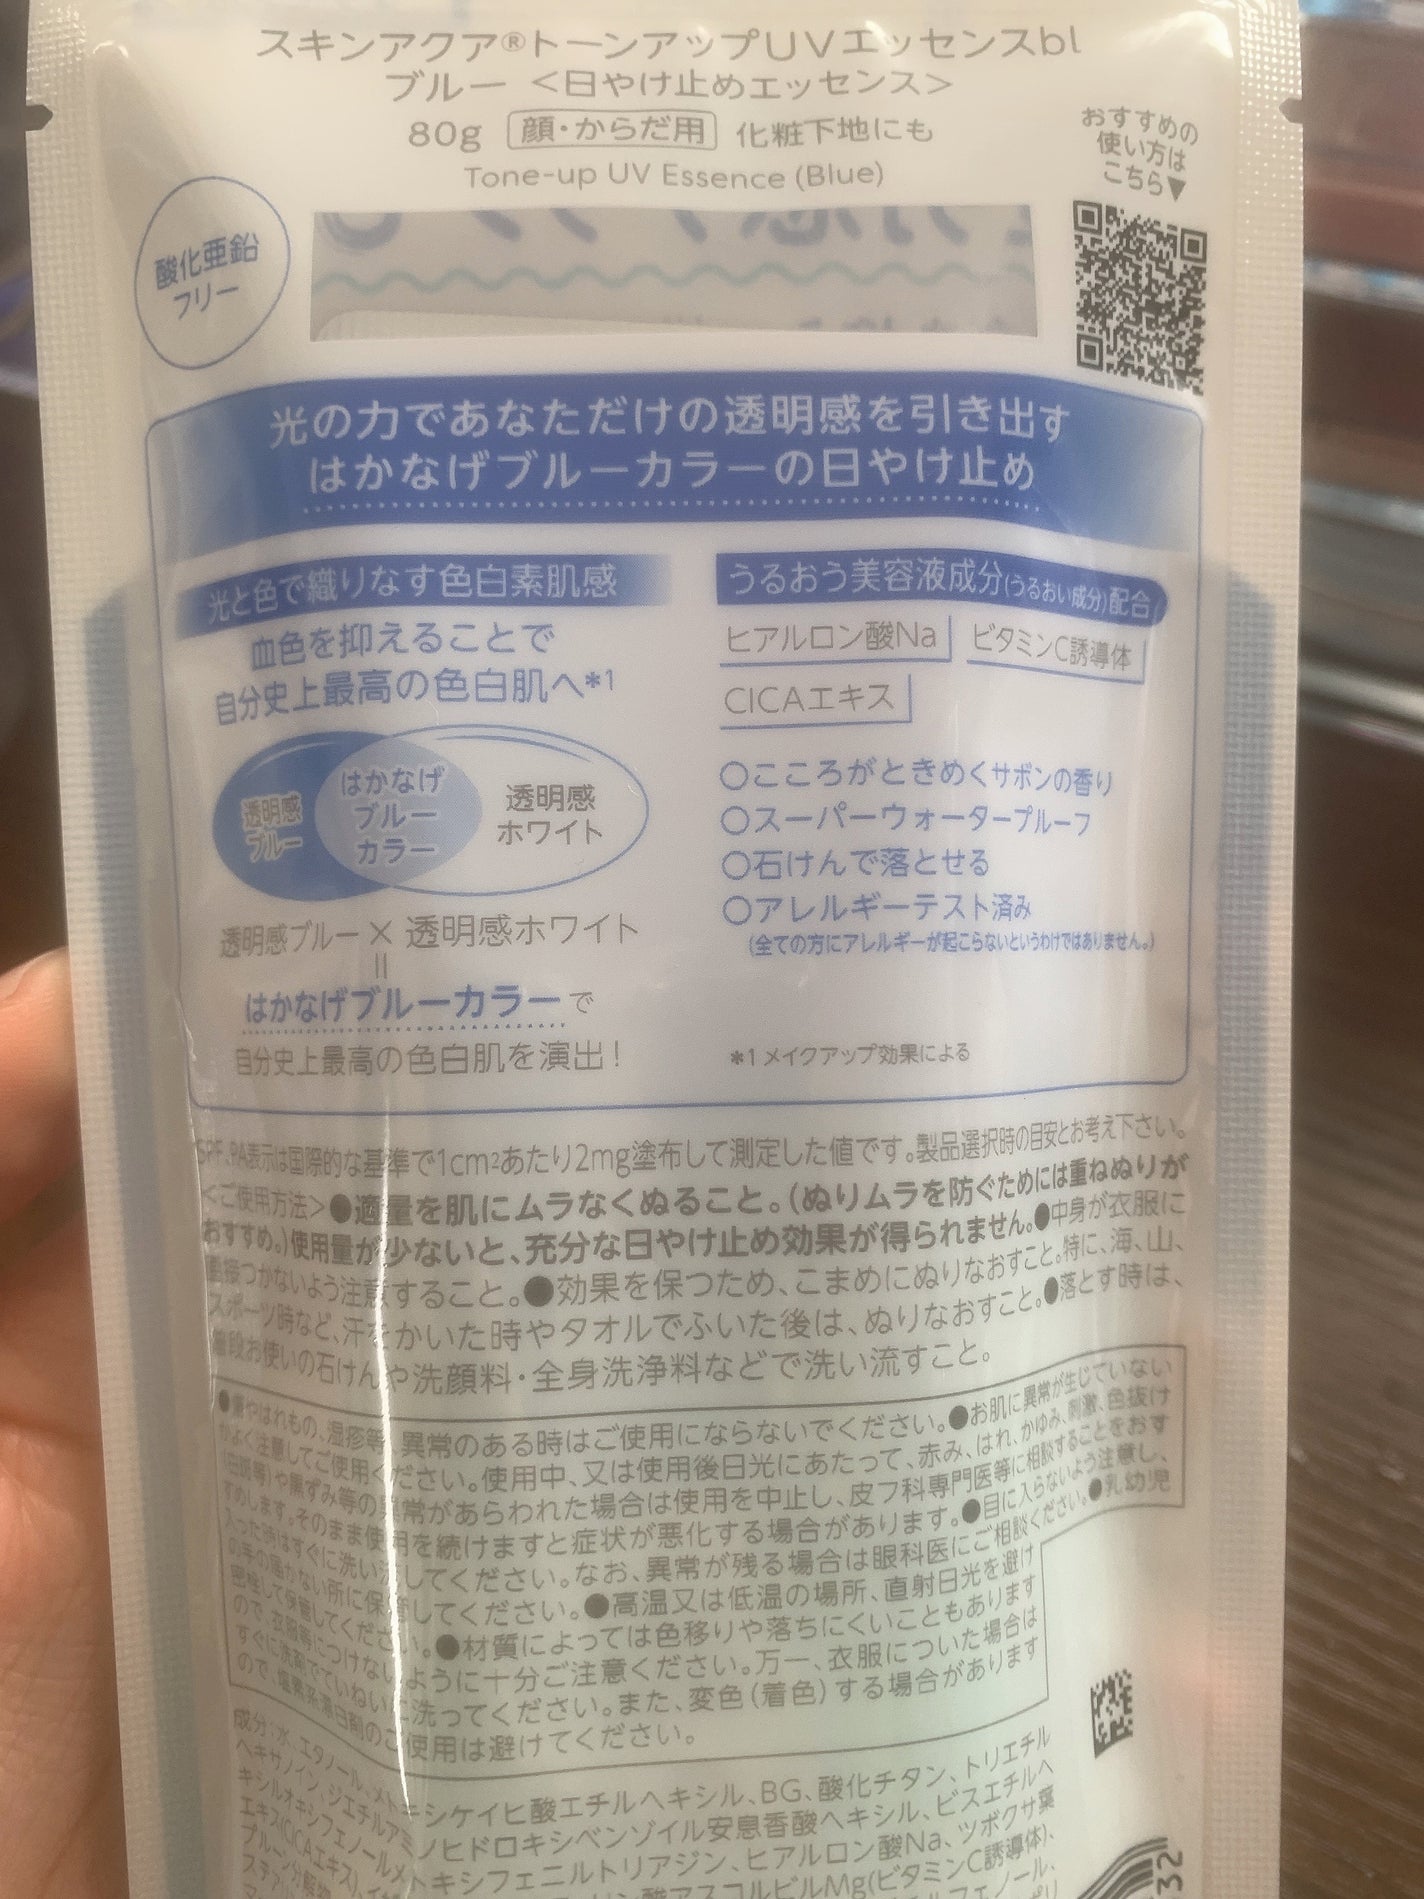 スキンアクア®トーンアップUVエッセンスbl
ブルー <日やけ止めエッセンス>
80g 顔・からだ用 化粧下地にも
Tone-up UV Essence (Blue)
おすすめの
使い方は
こちら▼
酸化亜鉛
フリー
光の力であなただけの透明感を引き出す
はかなげブルーカラーの日やけ止め
光と色で織りなす色白素肌感
血色を抑えることで
自分史上最高の色白肌へ*1
透明感
ブルー
はかなげ
ブルー
カラー
透明感
ホワイト
透明感ブルー×透明感ホワイト
=
はかなげブルーカラーで
自分史上最高の色白肌を演出!
うるおう美容液成分(うるおい成分)配合
ヒアルロン酸Na ビタミンC誘導体
CICAエキス
○こころがときめくサボンの香り
○スーパーウォータープルーフ
○石けんで落とせる
○アレルギーテスト済み
(全ての方にアレルギーが起こらないというわけではありません。)
*1 メイクアップ効果による
SPF、PA表示は国際的な基準で1cm²あたり2mg塗布して測定した値です。製品選択時の目安とお考え下さい。
<ご使用方法>●適量を肌にムラなくぬること。(ぬりムラを防ぐためには重ねぬりが
おすすめ。)使用量が少ないと、充分な日やけ止め効果が得られません。●中身が衣服に
直接つかないよう注意すること。●効果を保つため、こまめにぬりなおすこと。特に、海、山、
スポーツ時など、汗をかいた時やタオルでふいた後は、ぬりなおすこと。●落とす時は、
普段お使いの石けんや洗顔料・全身洗浄料などで洗い流すこと。
●傷やはれもの、湿疹等、異常のある時はご使用にならないでください。●お肌に異常が生じていない
かよく注意してご使用ください。使用中、又は使用後日光にあたって、赤み、はれ、かゆみ、刺激、色抜け
(白斑等)や黒ずみ等の異常があらわれた場合は使用を中止し、皮フ科専門医等に相談することをおす
すめします。そのまま使用を続けますと症状が悪化する場合があります。●目に入らないよう注意し、
入った時はすぐに洗い流してください。なお、異常が残る場合は眼科医にご相談ください。●乳幼児
の手の届かない所に保管してください。●高温又は低温の場所、直射日光を避け
密栓して保管してください。●材質によっては色移りや落ちにくいこともあります
ので、衣服等につけないように十分ご注意ください。万一、衣服についた場合は
すぐに洗剤でていねいに洗ってください。また、変色(着色)する場合があります
ので、塩素系漂白剤のご使用は避けてください。
成分:水、エタノール、メトキシケイヒ酸エチルヘキシル、BG、酸化チタン、トリエチル
ヘキサノイン、ジエチルアミノヒドロキシベンゾイル安息香酸ヘキシル、ビスエチルヘ
キシルオキシフェノールメトキシフェニルトリアジン、ヒアルロン酸Na、ツボクサ葉
エキス(CICAエキス)、
酸アスコルビルMg(ビタミンC誘導体)、
32